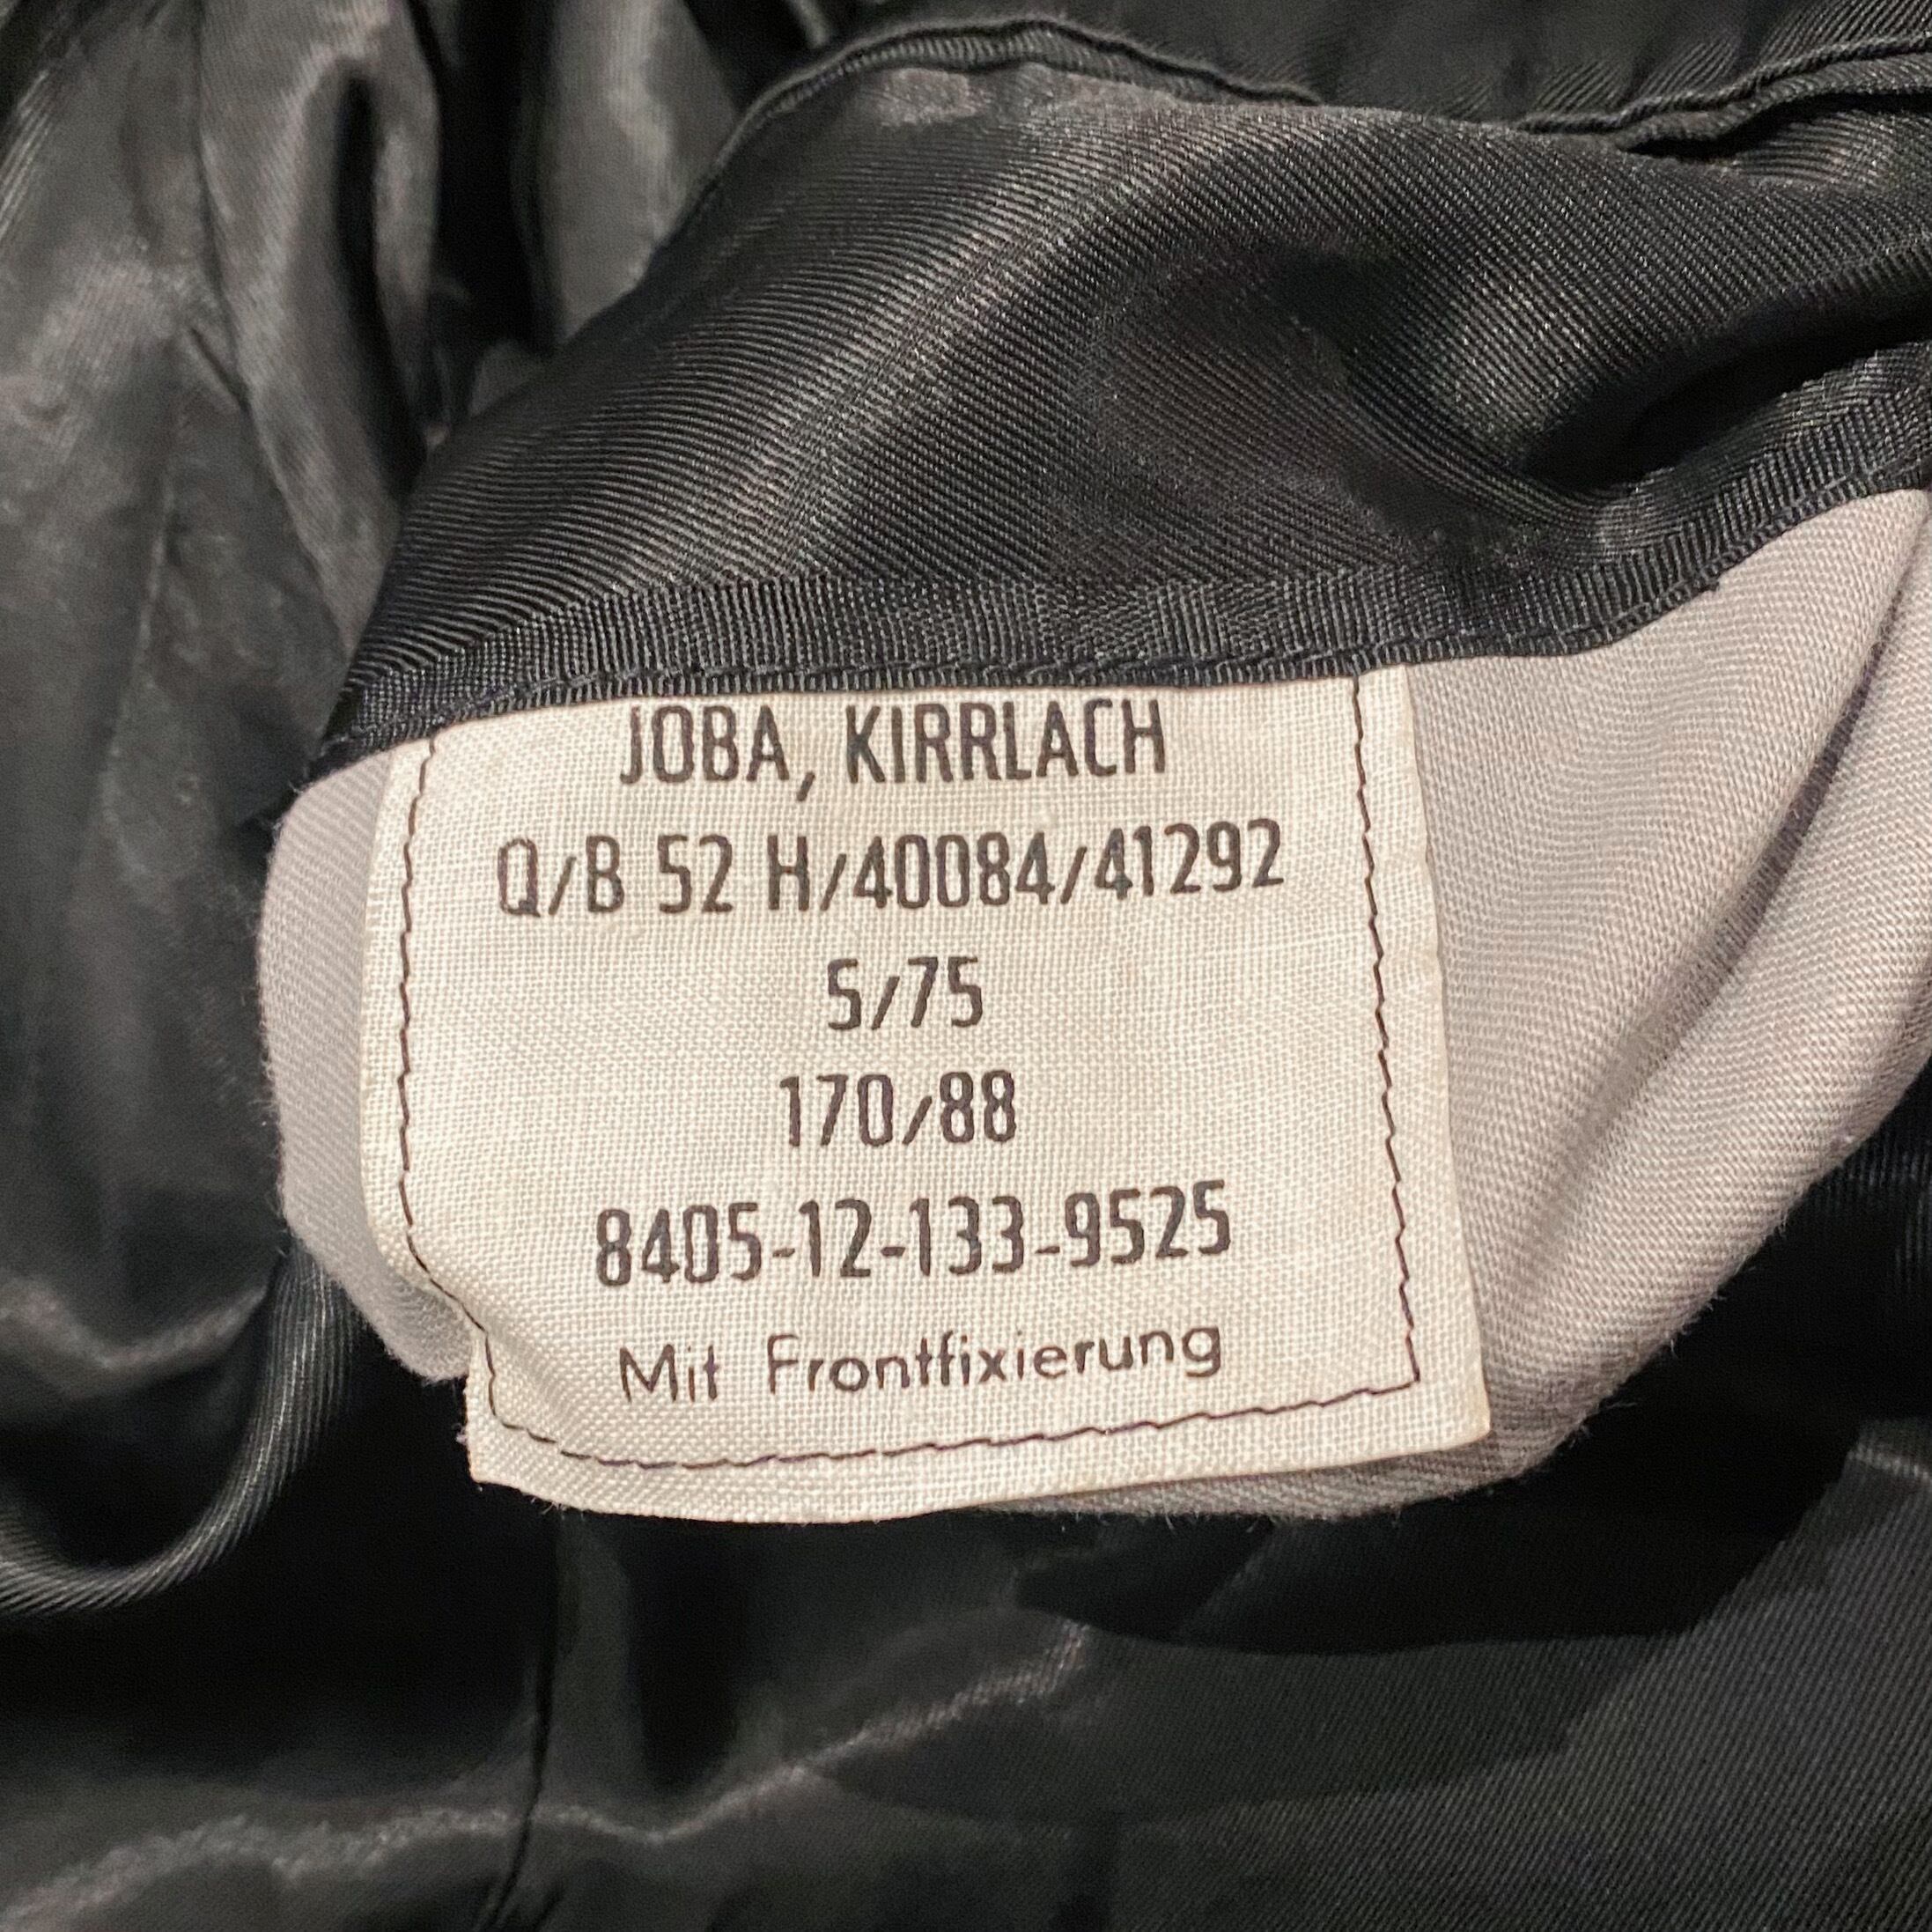 JOBA, KIRRLACH
Q/B 52 H/40084/41292
5/75
170/88
8405-12-133-9525
Mit Frontfixierung